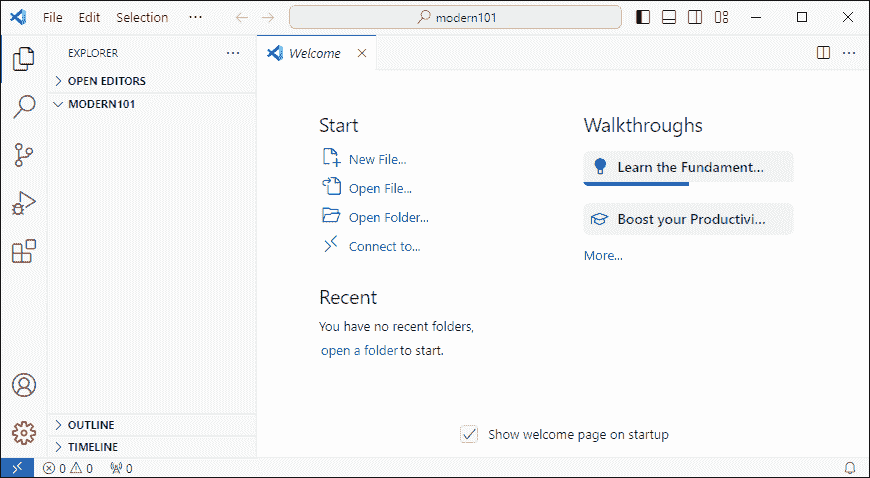 File Edit Selection ··· modern101
EXPLORER ···
OPEN EDITORS
MODERN101
OUTLINE
TIMELINE
Welcome
Start
New File...
Open File...
Open Folder...
Connect to...
Recent
You have no recent folders,
open a folder to start.
Walkthroughs
Learn the Fundament...
Boost your Productivi...
More...
Show welcome page on startup
0 0 0